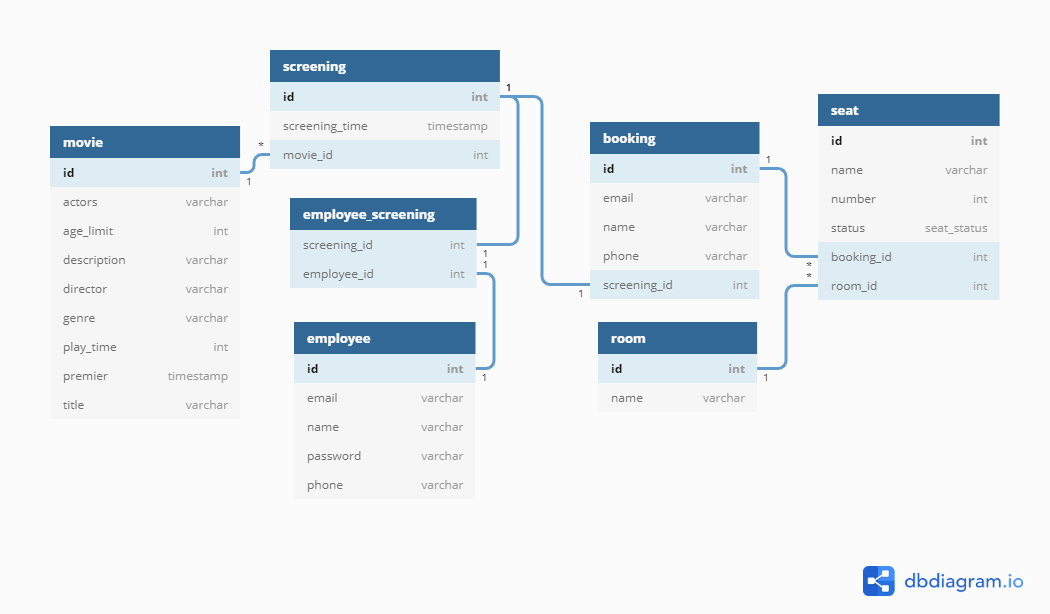 screening
id int
screening_time timestamp
movie_id int
1
*
1
movie
id int
actors varchar
age_limit int
description varchar
director varchar
genre varchar
play_time int
premier timestamp
title varchar
employee_screening
screening_id int
employee_id int
1
1
employee
id int
email varchar
name varchar
password varchar
phone varchar
1
booking
id int
email varchar
name varchar
phone varchar
screening_id int
1
1
room
id int
name varchar
1
seat
id int
name varchar
number int
status seat_status
booking_id int
room_id int
*
*
dbdiagram.io